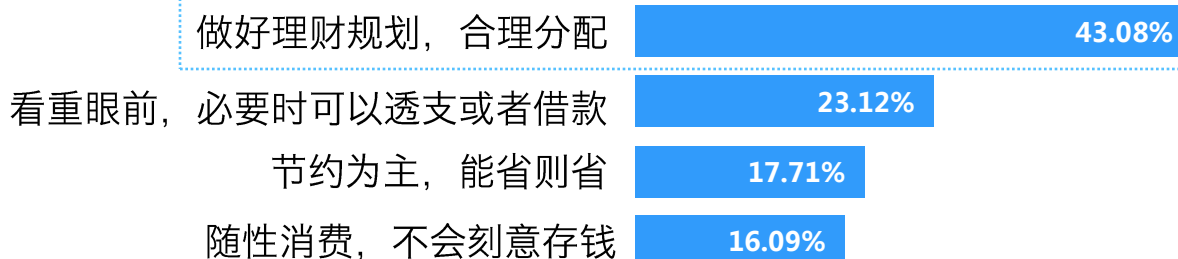 做好理财规划，合理分配 43.08%
看重眼前，必要时可以透支或者借款 23.12%
节约为主，能省则省 17.71%
随性消费，不会刻意存钱 16.09%